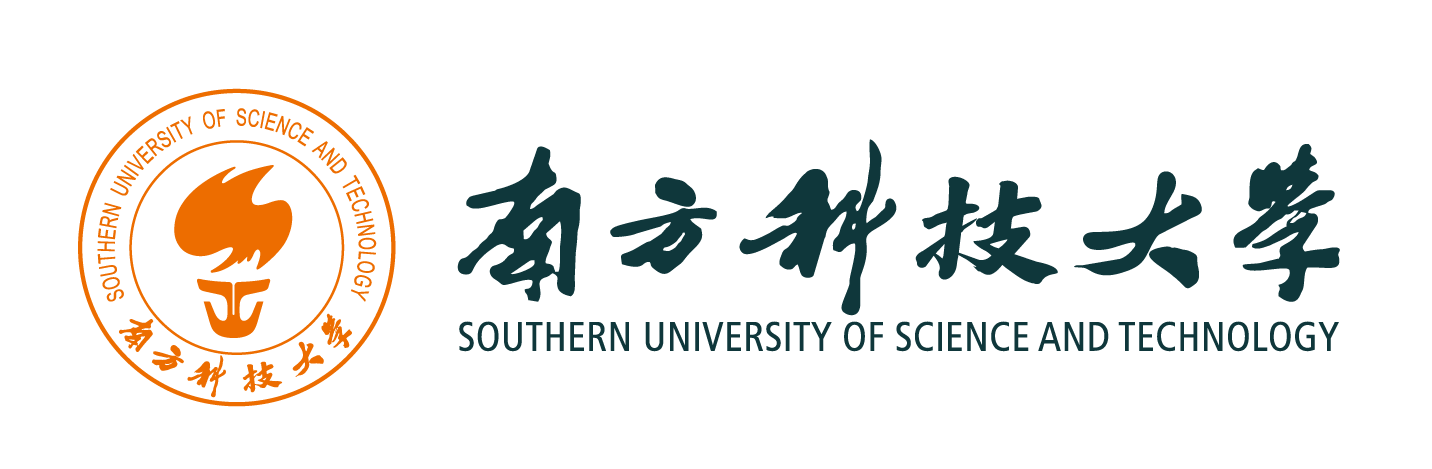 SOUTHERN UNIVERSITY OF SCIENCE AND TECHNOLOGY
南方科技大学
南方科技大学
SOUTHERN UNIVERSITY OF SCIENCE AND TECHNOLOGY